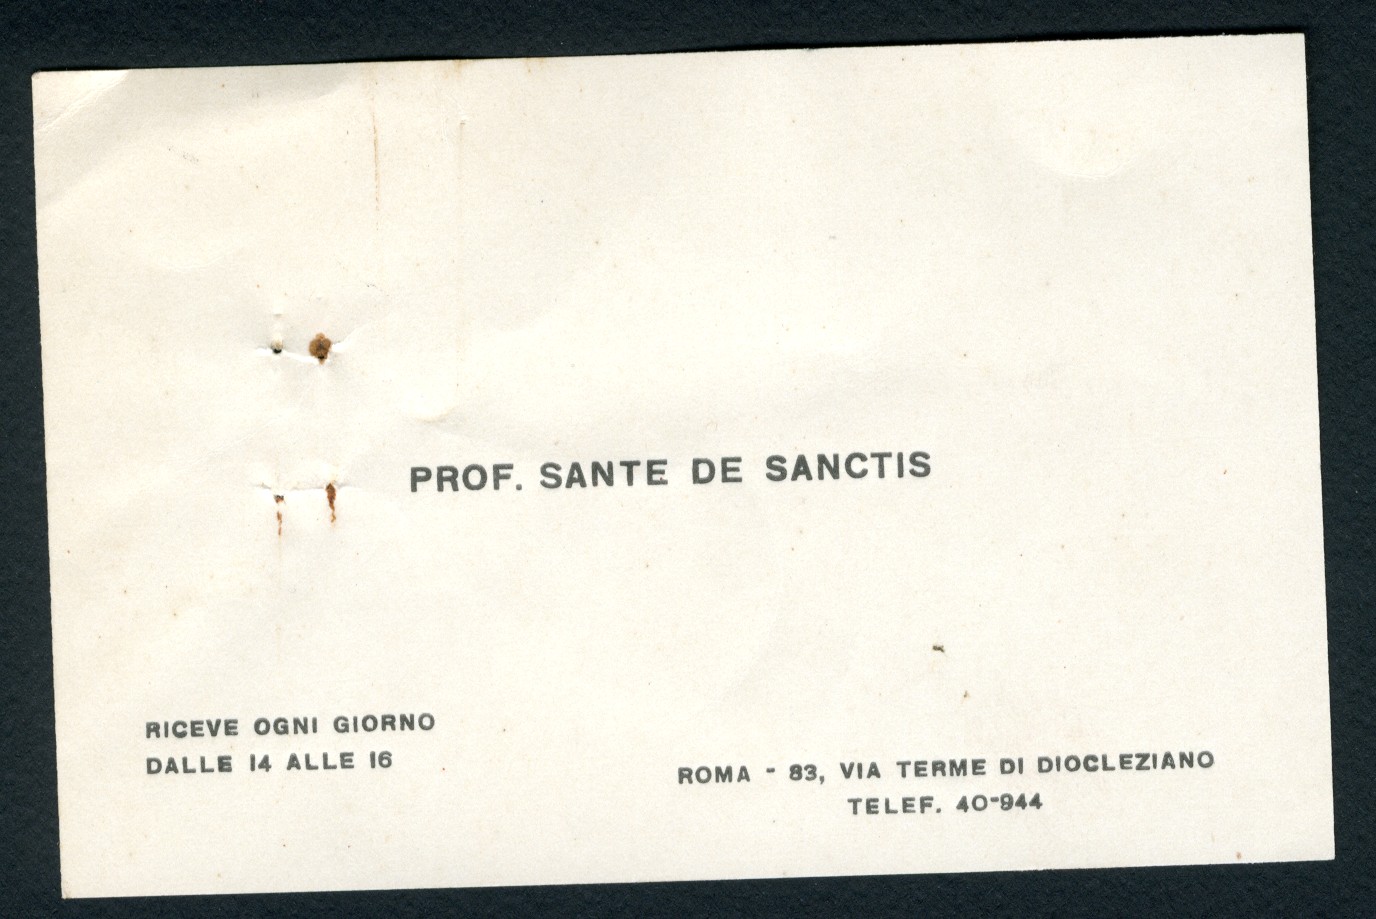 PROF. SANTE DE SANCTIS
RICEVE OGNI GIORNO
DALLE 14 ALLE 16
ROMA - 83, VIA TERME DI DIOCLEZIANO
TELEF. 40-944